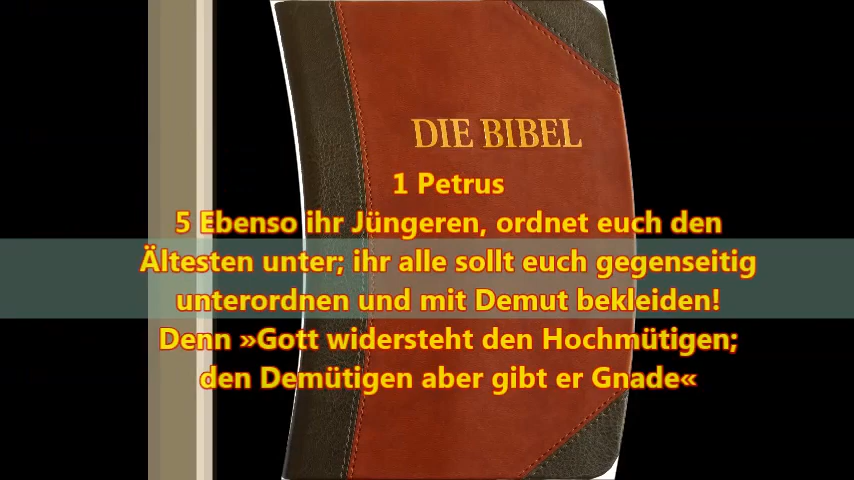 DIE BIBEL
1 Petrus
5 Ebenso ihr Jüngeren, ordnet euch den
Ältesten unter; ihr alle sollt euch gegenseitig
unterordnen und mit Demut bekleiden!
Denn »Gott widersteht den Hochmütigen;
den Demütigen aber gibt er Gnade«